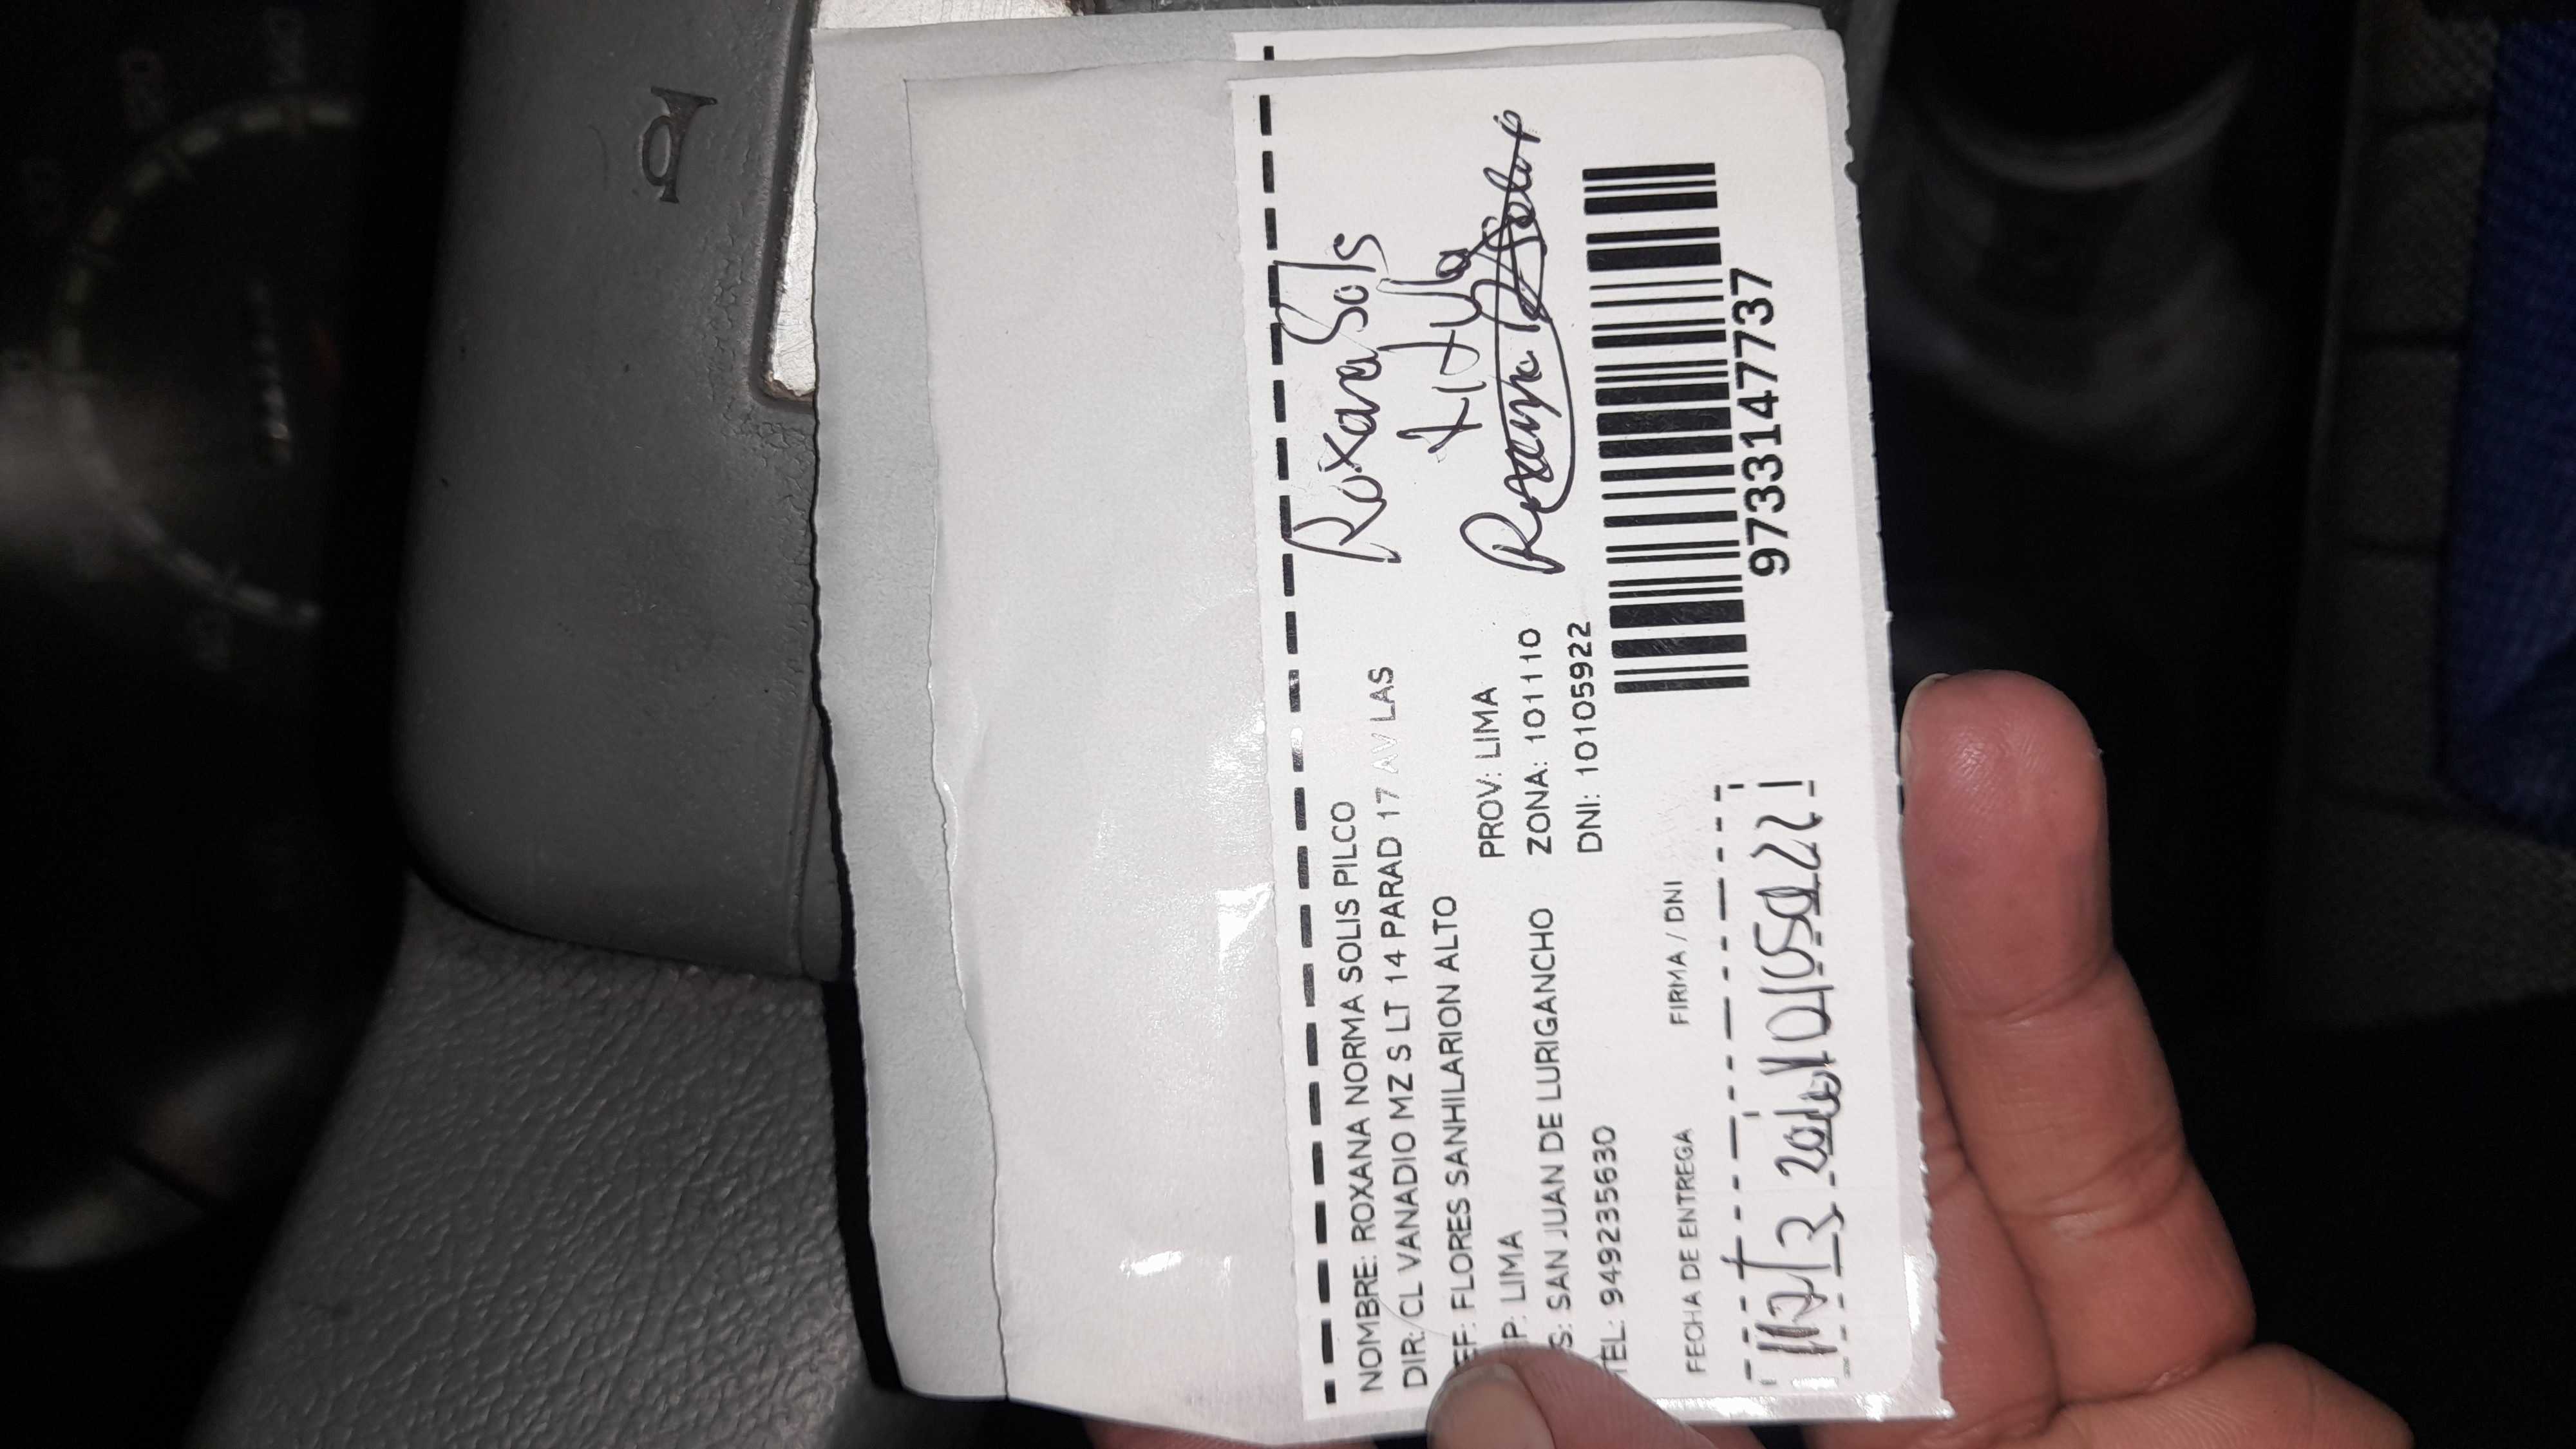 NOMBRE: ROXANA NORMA SOLIS PILCO
DIR: CL VANADIO MZ S LT 14 PARAD 17 AV LAS
EF: FLORES SANHILARION ALTO
P: LIMA PROV: LIMA
S: SAN JUAN DE LURIGANCHO ZONA: 101110
TEL: 949235630 DNI: 10105922
Roxana Solis
FECHA DE ENTREGA FIRMA / DNI
10105922
97331147737